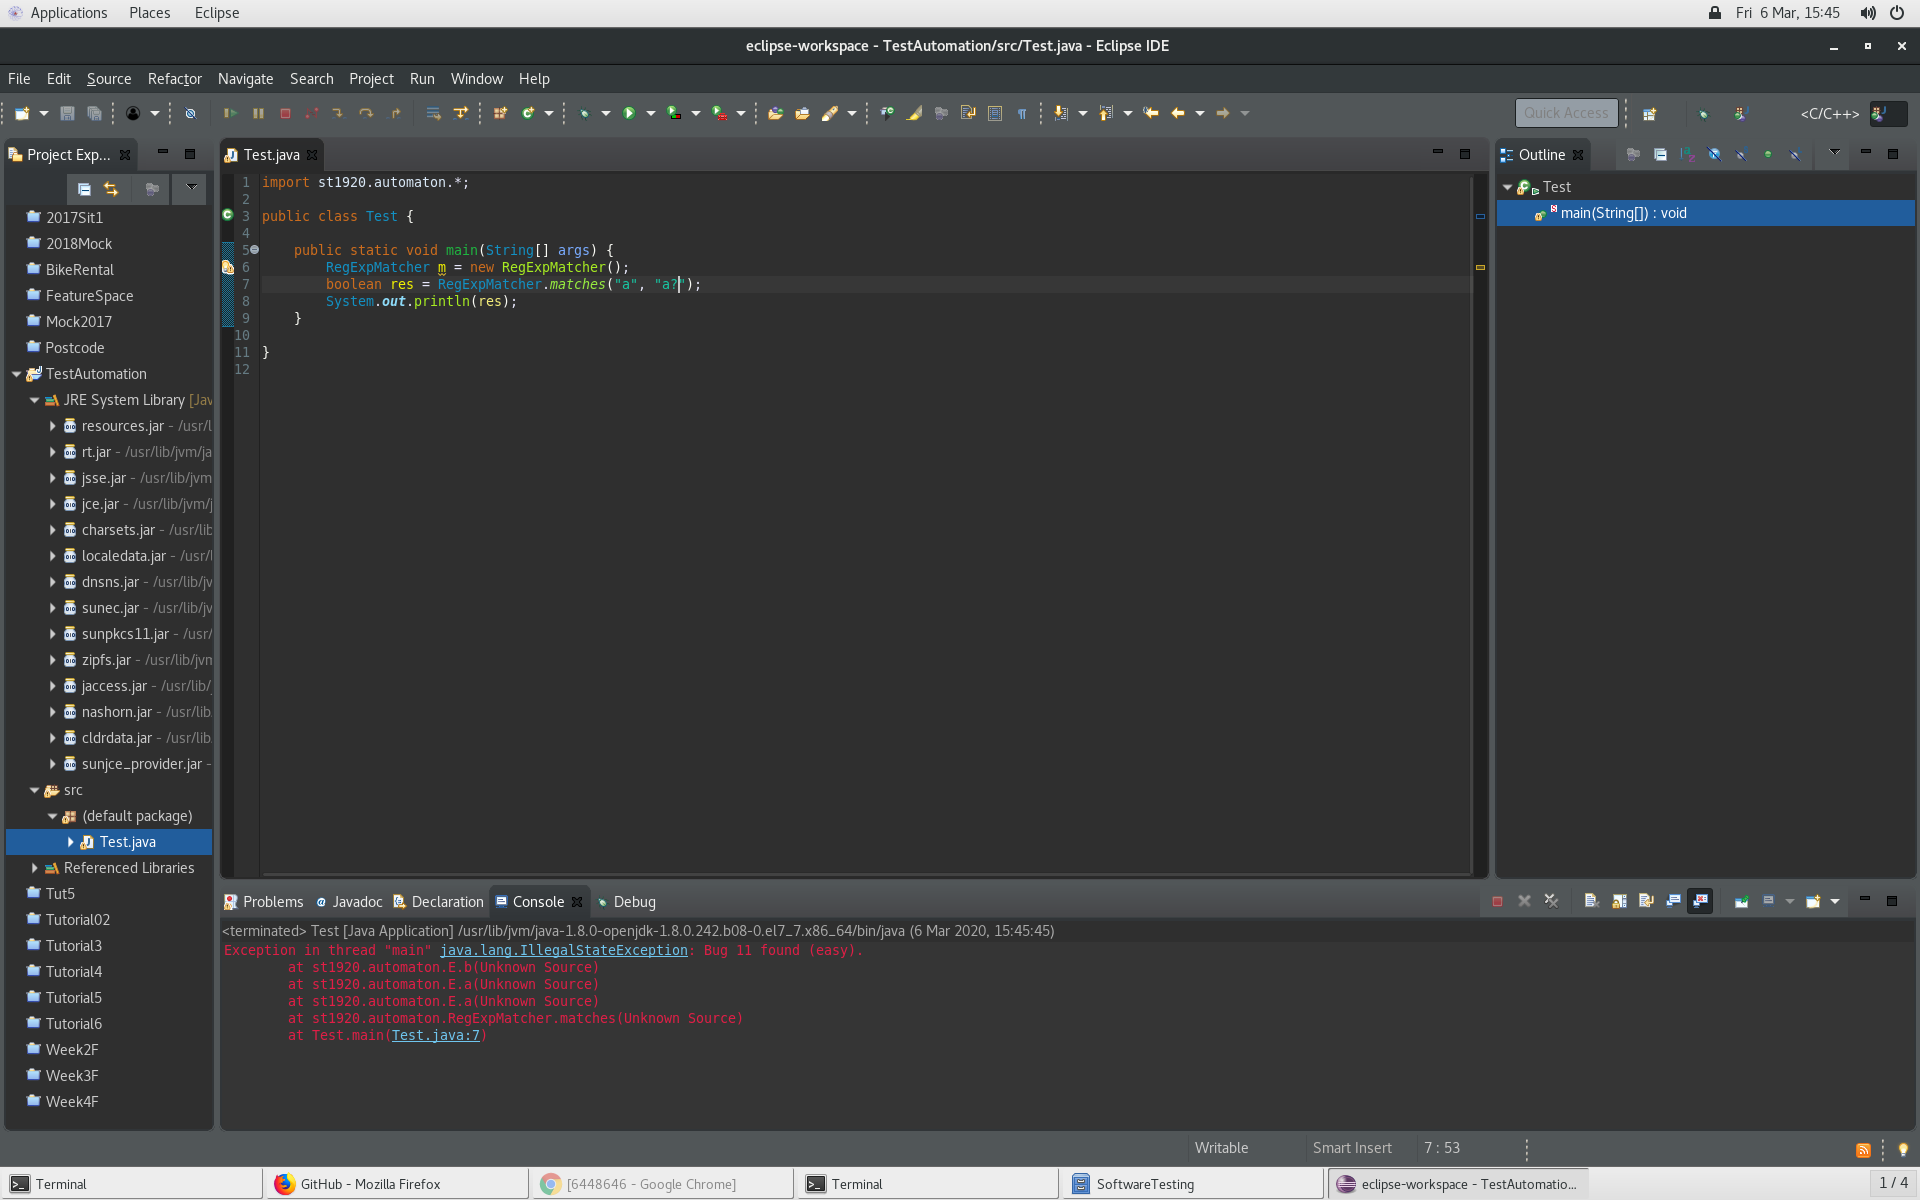 Applications Places Eclipse Fri 6 Mar, 15:45
eclipse-workspace - TestAutomation/src/Test.java - Eclipse IDE
File Edit Source Refactor Navigate Search Project Run Window Help
Quick Access <C/C++>
Project Exp...
2017Sit1
2018Mock
BikeRental
FeatureSpace
Mock2017
Postcode
TestAutomation
JRE System Library [Jav
resources.jar - /usr/l
rt.jar - /usr/lib/jvm/ja
jsse.jar - /usr/lib/jvm
jce.jar - /usr/lib/jvm/j
charsets.jar - /usr/lib
localedata.jar - /usr/l
dnsns.jar - /usr/lib/jv
sunec.jar - /usr/lib/jv
sunpkcs11.jar - /usr/
zipfs.jar - /usr/lib/jvm
jaccess.jar - /usr/lib/
nashorn.jar - /usr/lib
cldrdata.jar - /usr/lib
sunjce_provider.jar -
src
(default package)
Test.java
Referenced Libraries
Tut5
Tutorial02
Tutorial3
Tutorial4
Tutorial5
Tutorial6
Week2F
Week3F
Week4F
Test.java
1 import st1920.automaton.*;
2
3 public class Test {
4
5 public static void main(String[] args) {
6 RegExpMatcher m = new RegExpMatcher();
7 boolean res = RegExpMatcher.matches("a", "a?");
8 System.out.println(res);
9 }
10
11 }
12
Outline
Test
main(String[]) : void
Problems Javadoc Declaration Console Debug
<terminated> Test [Java Application] /usr/lib/jvm/java-1.8.0-openjdk-1.8.0.242.b08-0.el7_7.x86_64/bin/java (6 Mar 2020, 15:45:45)
Exception in thread "main" java.lang.IllegalStateException: Bug 11 found (easy).
at st1920.automaton.E.b(Unknown Source)
at st1920.automaton.E.a(Unknown Source)
at st1920.automaton.E.a(Unknown Source)
at st1920.automaton.RegExpMatcher.matches(Unknown Source)
at Test.main(Test.java:7)
Writable Smart Insert 7 : 53
Terminal GitHub - Mozilla Firefox [6448646 - Google Chrome] Terminal SoftwareTesting eclipse-workspace - TestAutomatio... 1 / 4